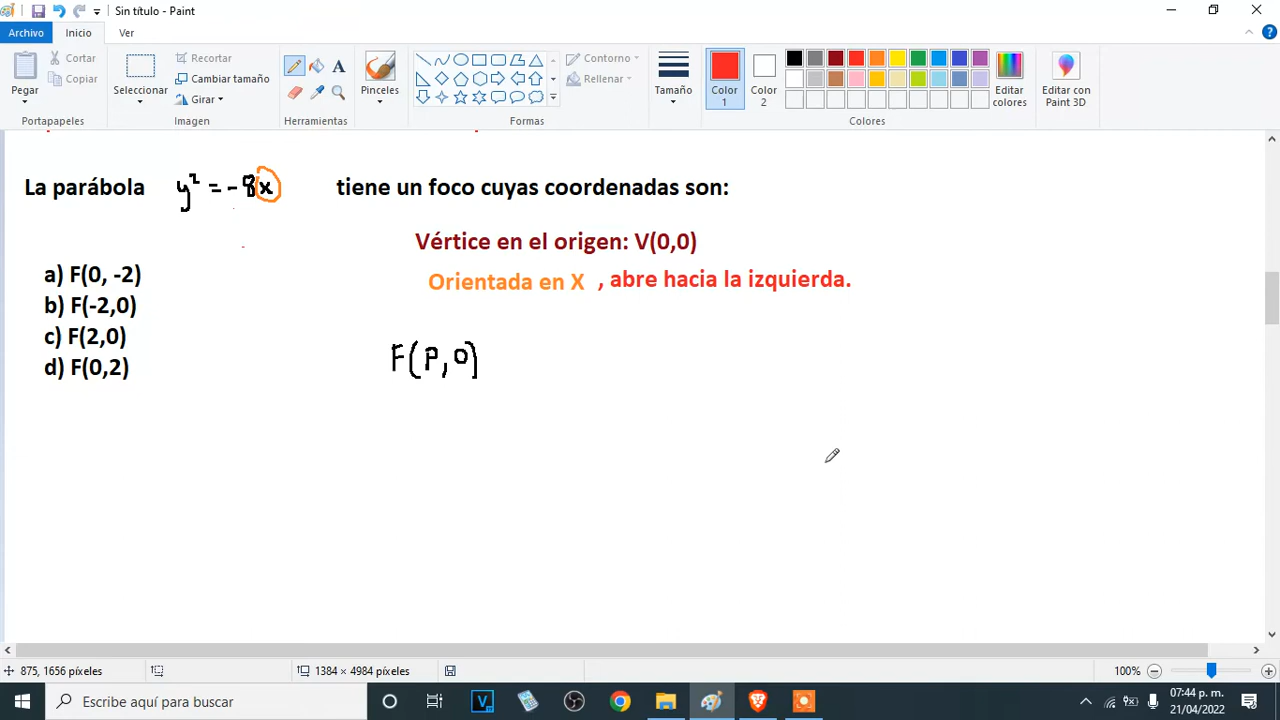 Sin título - Paint
Archivo Inicio Ver
Pegar
Cortar
Copiar
Portapapeles
Seleccionar
Recortar
Cambiar tamaño
Girar
Imagen
A
Herramientas
Pinceles
Contorno
Rellenar
Formas
Tamaño
Color 1
Color 2
Editar colores
Editar con Paint 3D
Colores
La parábola y² = -8x tiene un foco cuyas coordenadas son:
Vértice en el origen: V(0,0)
Orientada en X , abre hacia la izquierda.
a) F(0, -2)
b) F(-2,0)
c) F(2,0)
d) F(0,2)
F(P,0)
875, 1656 píxeles
1384 × 4984 píxeles
100%
Escribe aquí para buscar
07:44 p. m.
21/04/2022